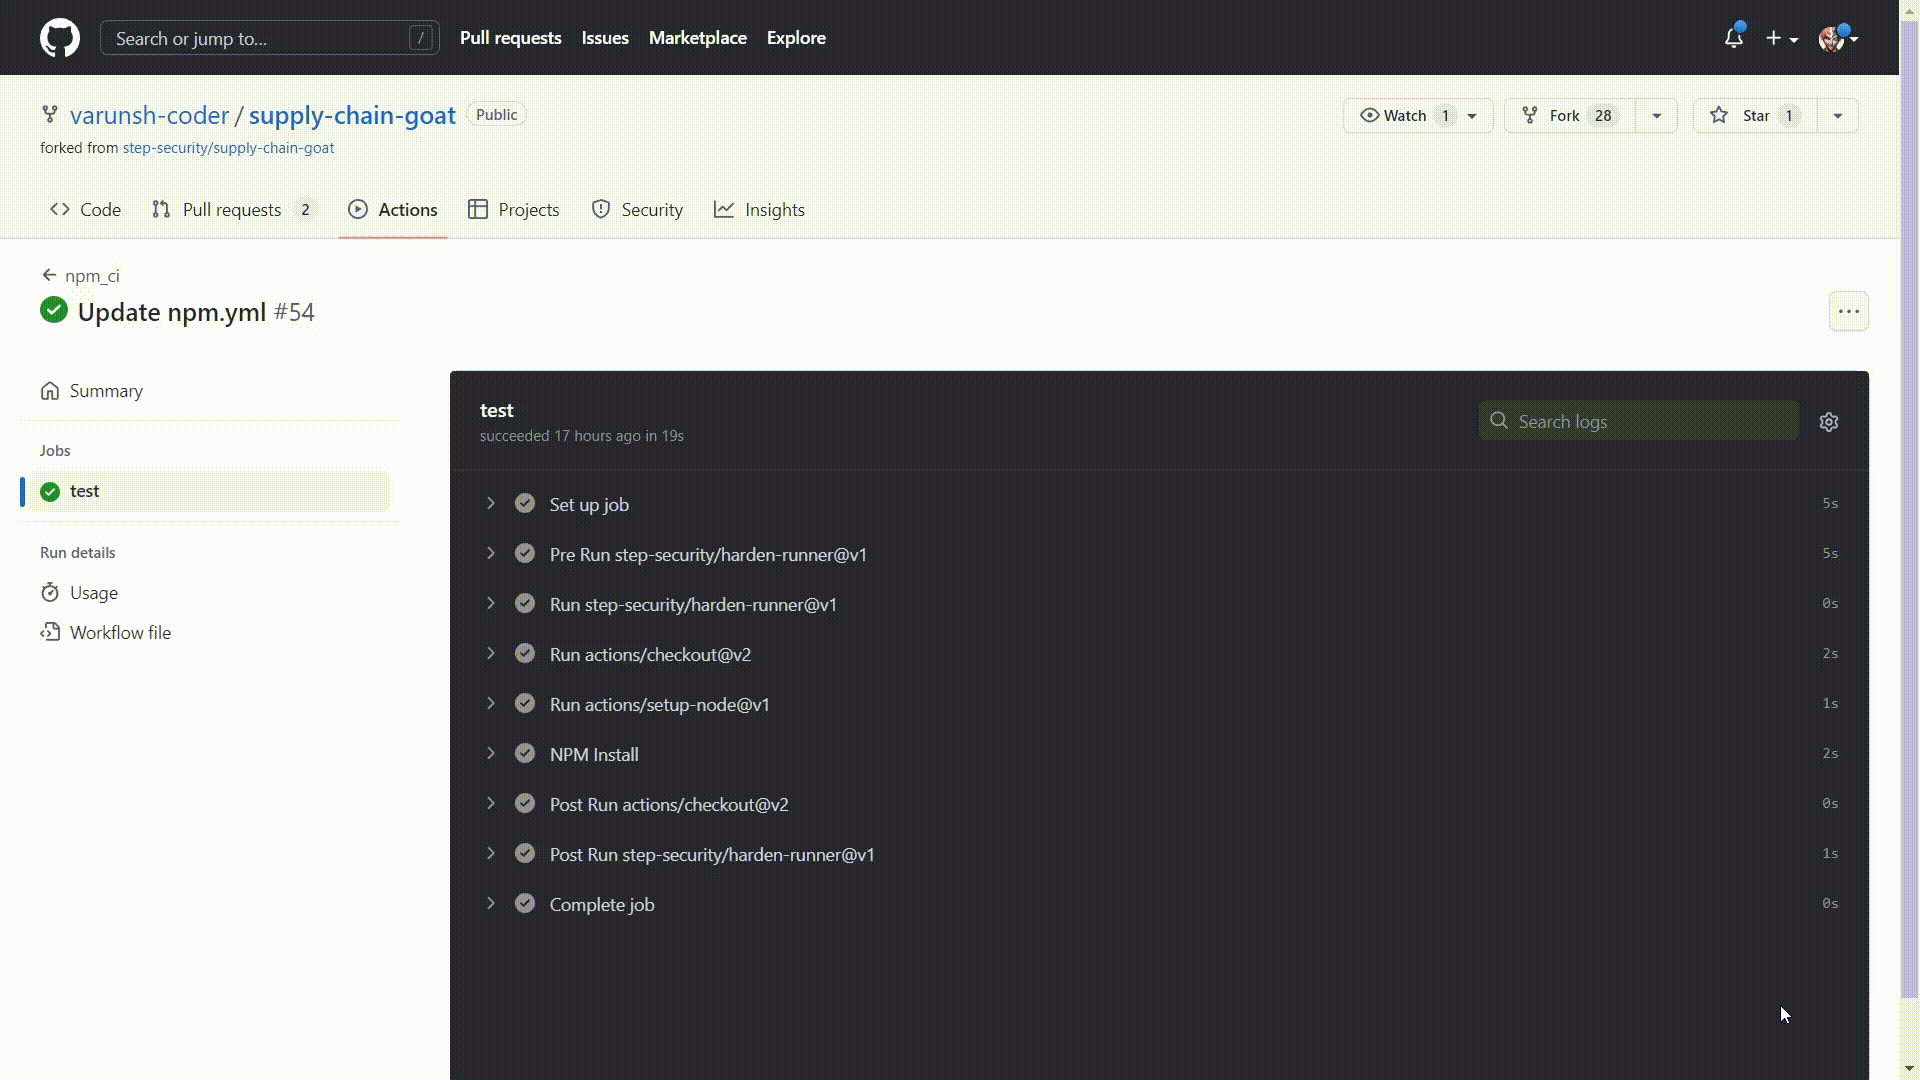 Search or jump to... /
Pull requests Issues Marketplace Explore
varunsh-coder / supply-chain-goat Public
Watch 1 Fork 28 Star 1
forked from step-security/supply-chain-goat
Code Pull requests 2 Actions Projects Security Insights
npm_ci
Update npm.yml #54
...
Summary
Jobs
test
Run details
Usage
Workflow file
test
succeeded 17 hours ago in 19s
Search logs
Set up job 5s
Pre Run step-security/harden-runner@v1 5s
Run step-security/harden-runner@v1 0s
Run actions/checkout@v2 2s
Run actions/setup-node@v1 1s
NPM Install 2s
Post Run actions/checkout@v2 0s
Post Run step-security/harden-runner@v1 1s
Complete job 0s